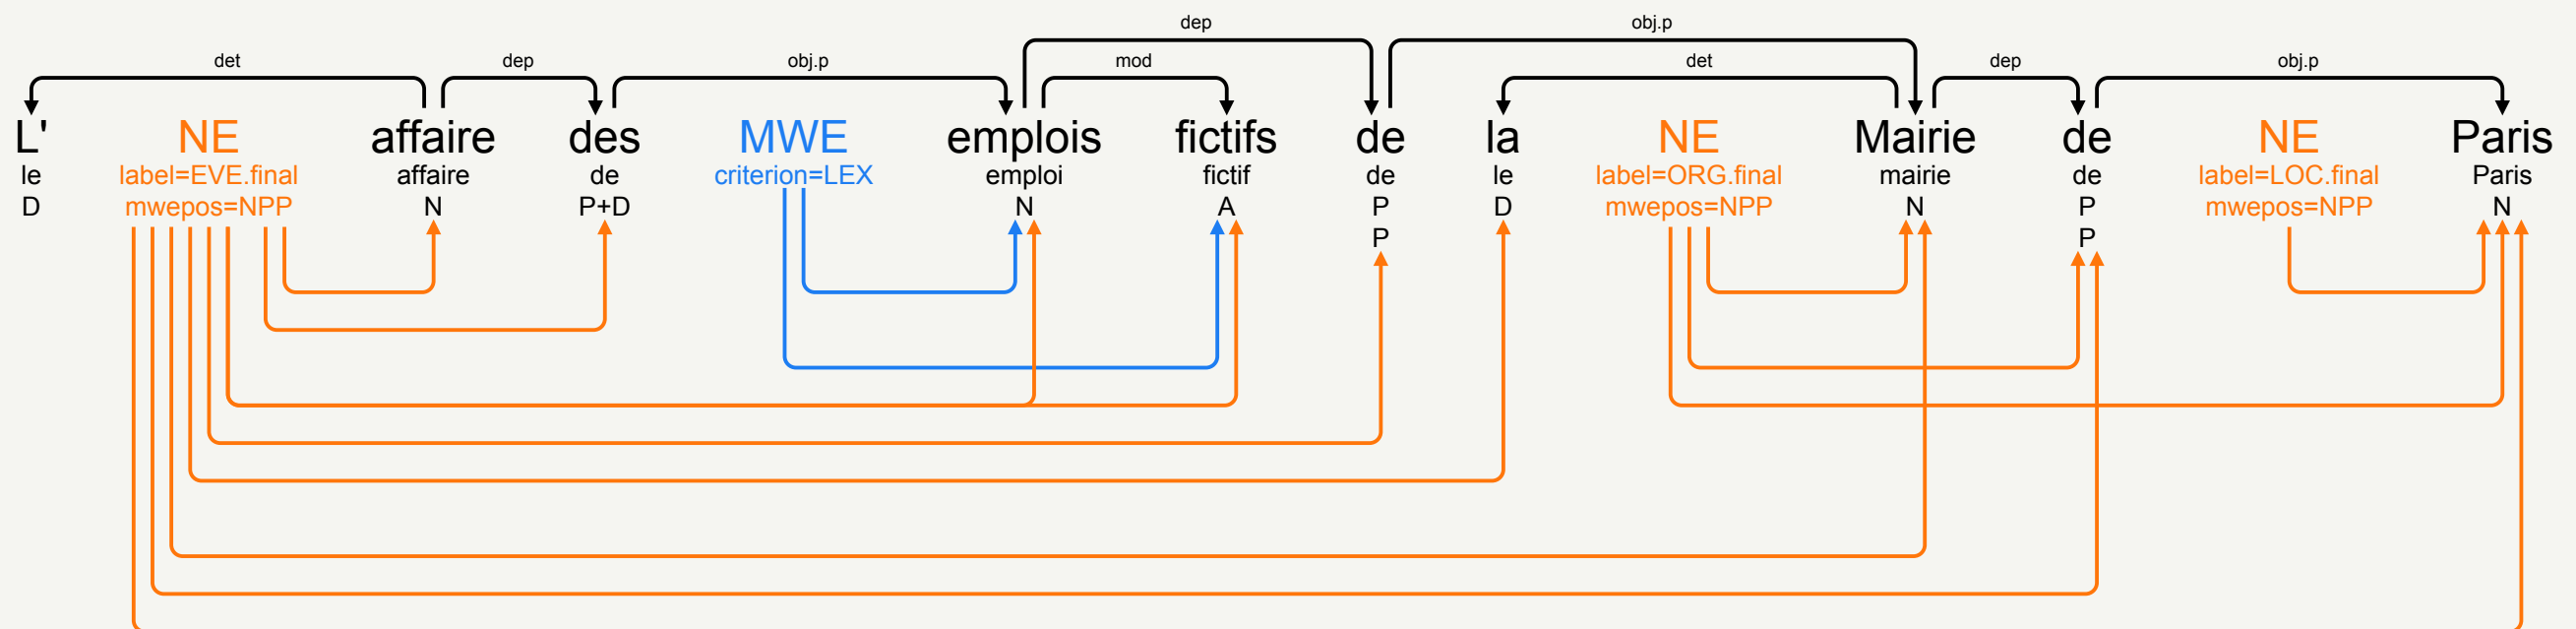 dep obj.p
det dep obj.p mod det dep obj.p
L' NE affaire des MWE emplois fictifs de la NE Mairie de NE Paris
le label=EVE.final affaire de criterion=LEX emploi fictif de le label=ORG.final mairie de label=LOC.final Paris
D mwepos=NPP N P+D N A P D mwepos=NPP N P mwepos=NPP N
P P